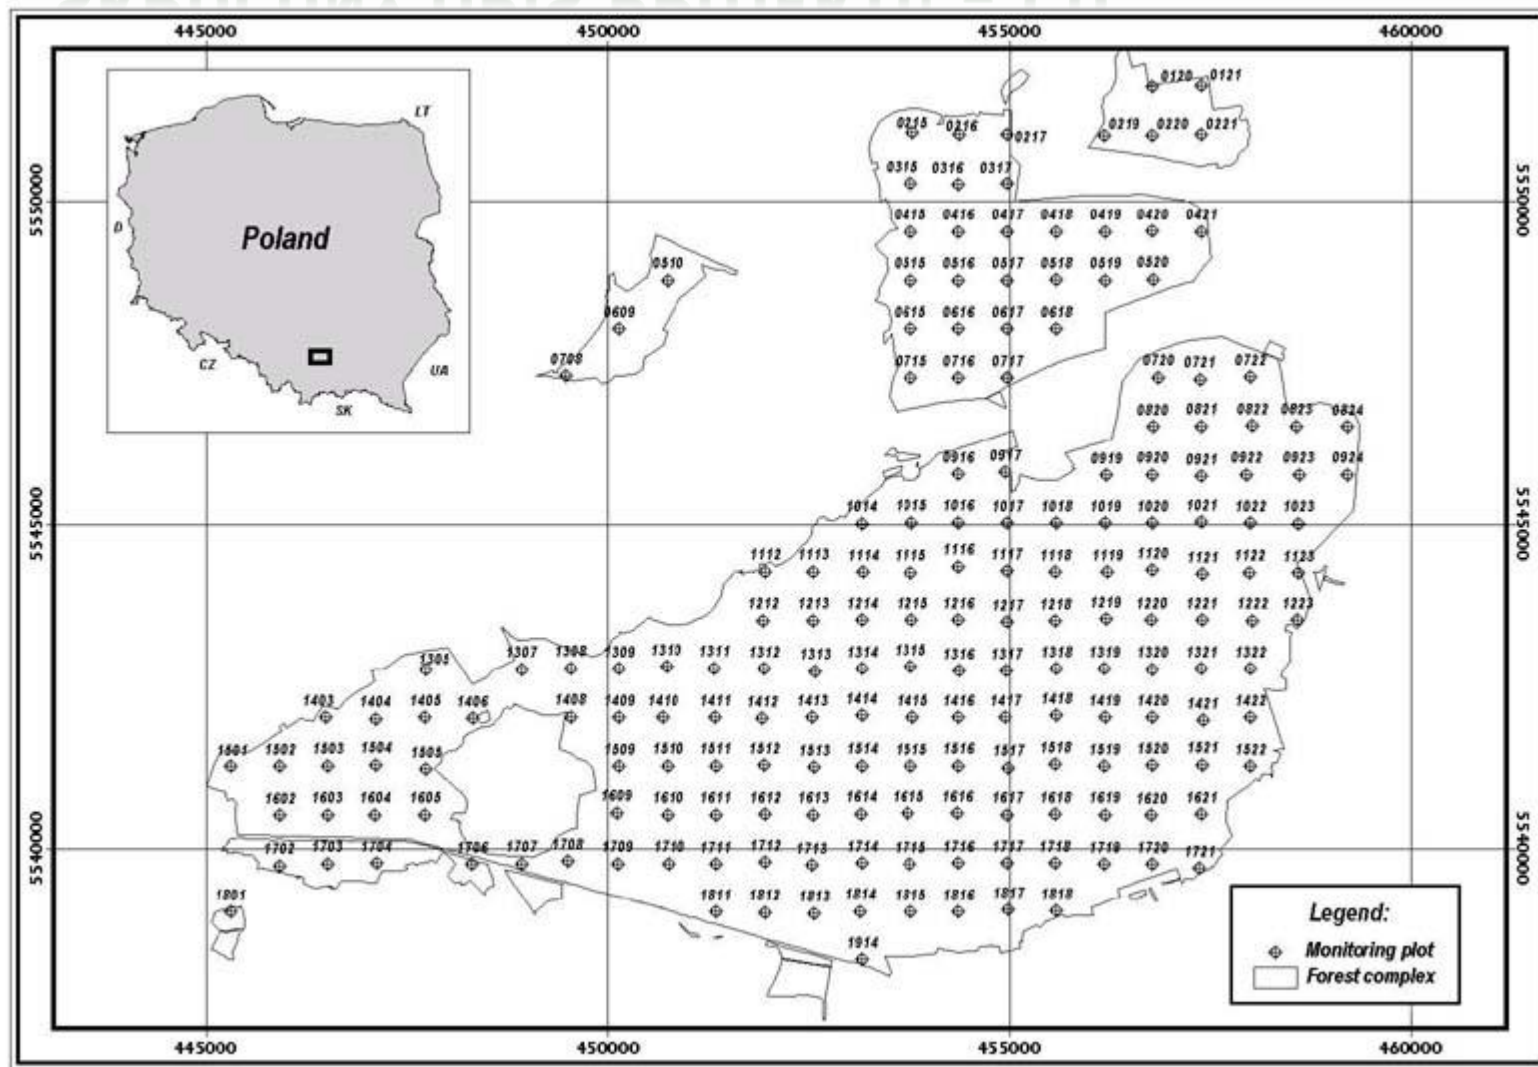 445000 450000 455000 460000
LT
D
Poland
CZ
SK
UA
5550000 5550000
5545000 5545000
5540000 5540000
0120 0121
0219 0220 0221
0215 0216 0217
0315 0316 0317
0415 0416 0417 0418 0419 0420 0421
0510 0515 0516 0517 0518 0519 0520
0609 0615 0616 0617 0618
0708 0715 0716 0717 0720 0721 0722
0820 0821 0822 0823 0824
0916 0917 0919 0920 0921 0922 0923 0924
1014 1015 1016 1017 1018 1019 1020 1021 1022 1023
1112 1113 1114 1115 1116 1117 1118 1119 1120 1121 1122 1123
1212 1213 1214 1215 1216 1217 1218 1219 1220 1221 1222 1223
1305 1307 1308 1309 1310 1311 1312 1313 1314 1315 1316 1317 1318 1319 1320 1321 1322
1403 1404 1405 1406 1408 1409 1410 1411 1412 1413 1414 1415 1416 1417 1418 1419 1420 1421 1422
1501 1502 1503 1504 1505 1509 1510 1511 1512 1513 1514 1515 1516 1517 1518 1519 1520 1521 1522
1602 1603 1604 1605 1609 1610 1611 1612 1613 1614 1615 1616 1617 1618 1619 1620 1621
1702 1703 1704 1706 1707 1708 1709 1710 1711 1712 1713 1714 1715 1716 1717 1718 1719 1720 1721
1801 1811 1812 1813 1814 1815 1816 1817 1818
1914
Legend:
Monitoring plot
Forest complex
445000 450000 455000 460000